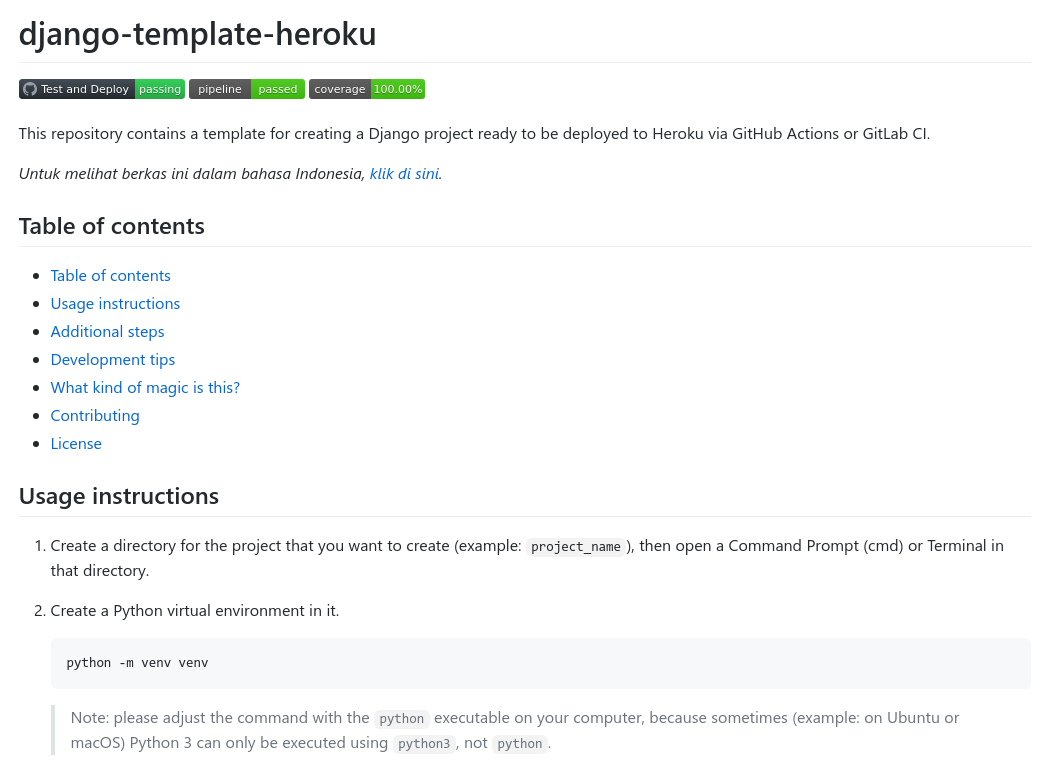 django-template-heroku
Test and Deploy passing pipeline passed coverage 100.00%
This repository contains a template for creating a Django project ready to be deployed to Heroku via GitHub Actions or GitLab CI.
Untuk melihat berkas ini dalam bahasa Indonesia, klik di sini.
Table of contents
Table of contents
Usage instructions
Additional steps
Development tips
What kind of magic is this?
Contributing
License
Usage instructions
1. Create a directory for the project that you want to create (example: project_name ), then open a Command Prompt (cmd) or Terminal in
that directory.
2. Create a Python virtual environment in it.
python -m venv venv
Note: please adjust the command with the python executable on your computer, because sometimes (example: on Ubuntu or
macOS) Python 3 can only be executed using python3 , not python .